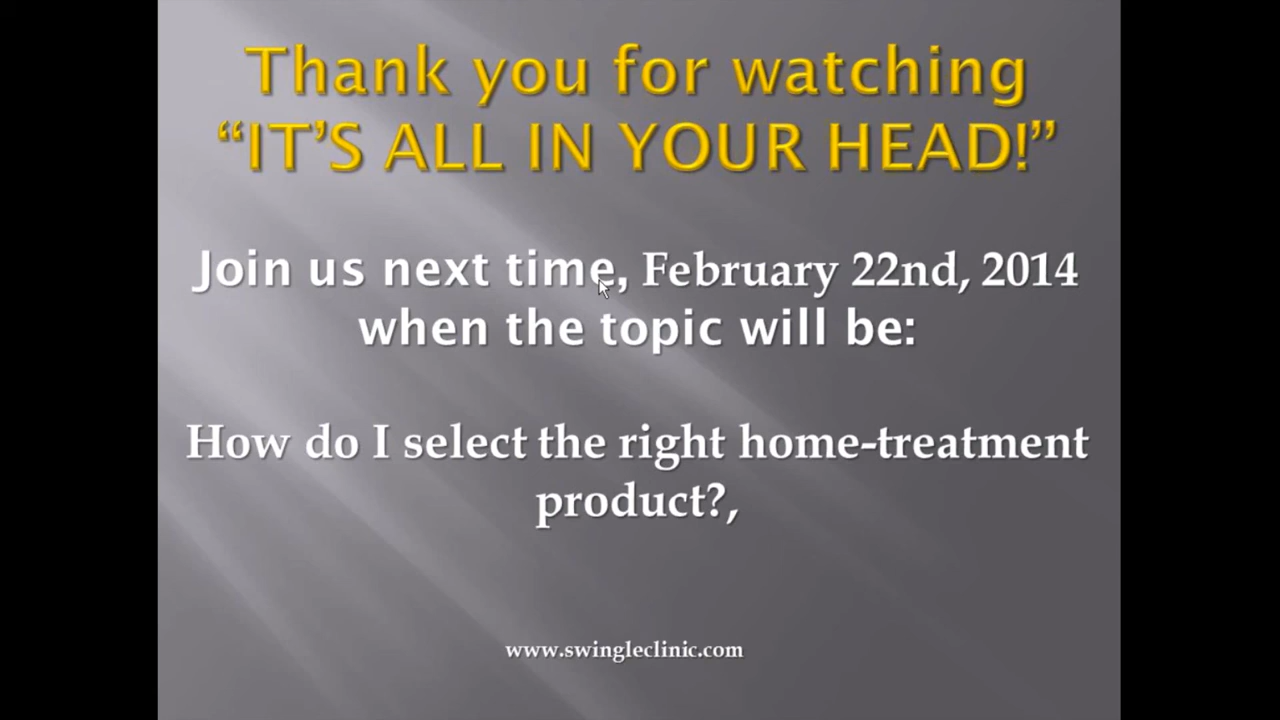 Thank you for watching
“IT’S ALL IN YOUR HEAD!”
Join us next time, February 22nd, 2014
when the topic will be:
How do I select the right home-treatment
product?,
www.swingleclinic.com